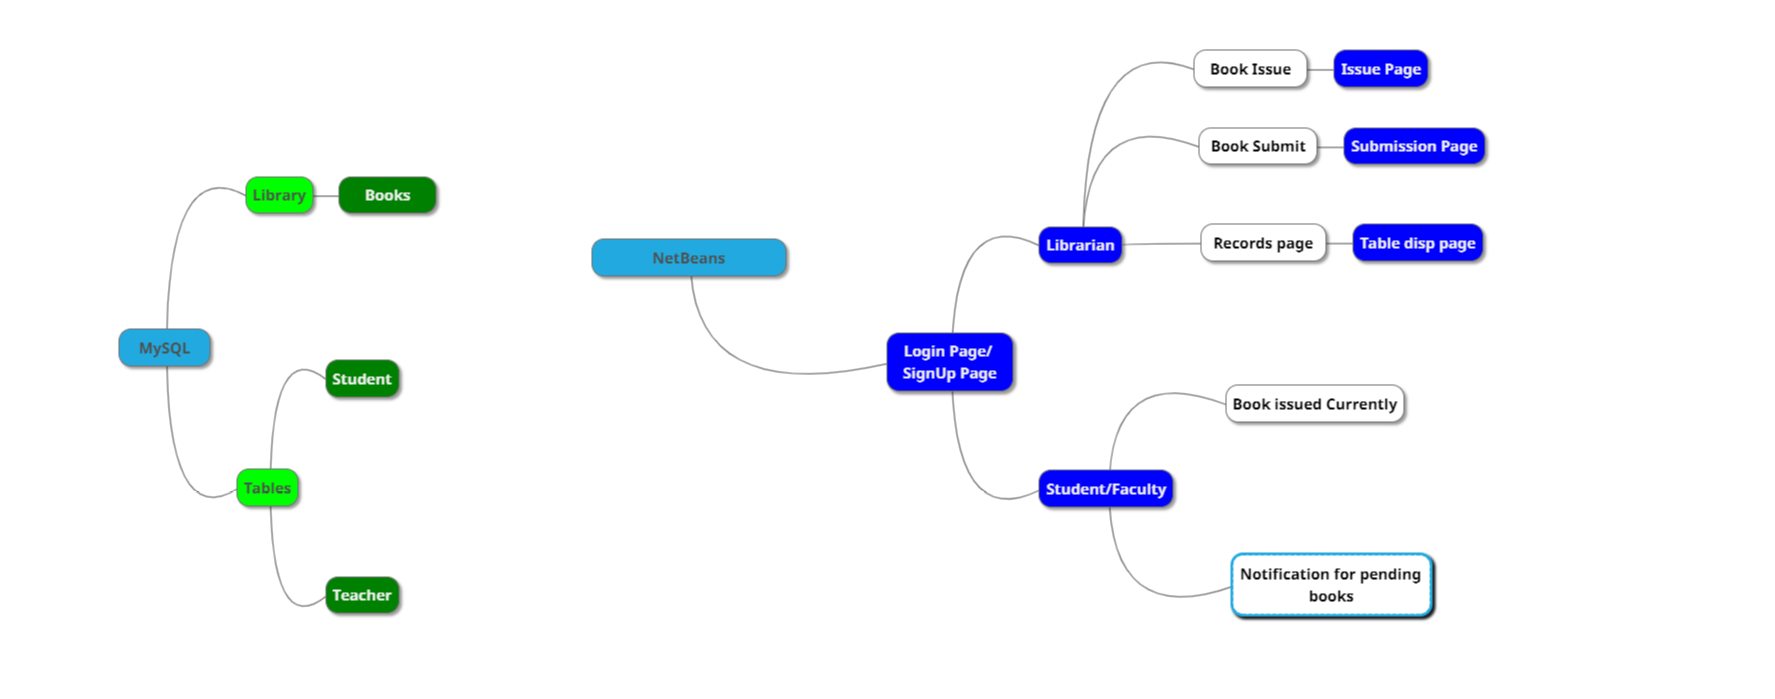 MySQL
Library
Books
Tables
Student
Teacher
NetBeans
Login Page/
SignUp Page
Librarian
Book Issue
Issue Page
Book Submit
Submission Page
Records page
Table disp page
Student/Faculty
Book issued Currently
Notification for pending
books